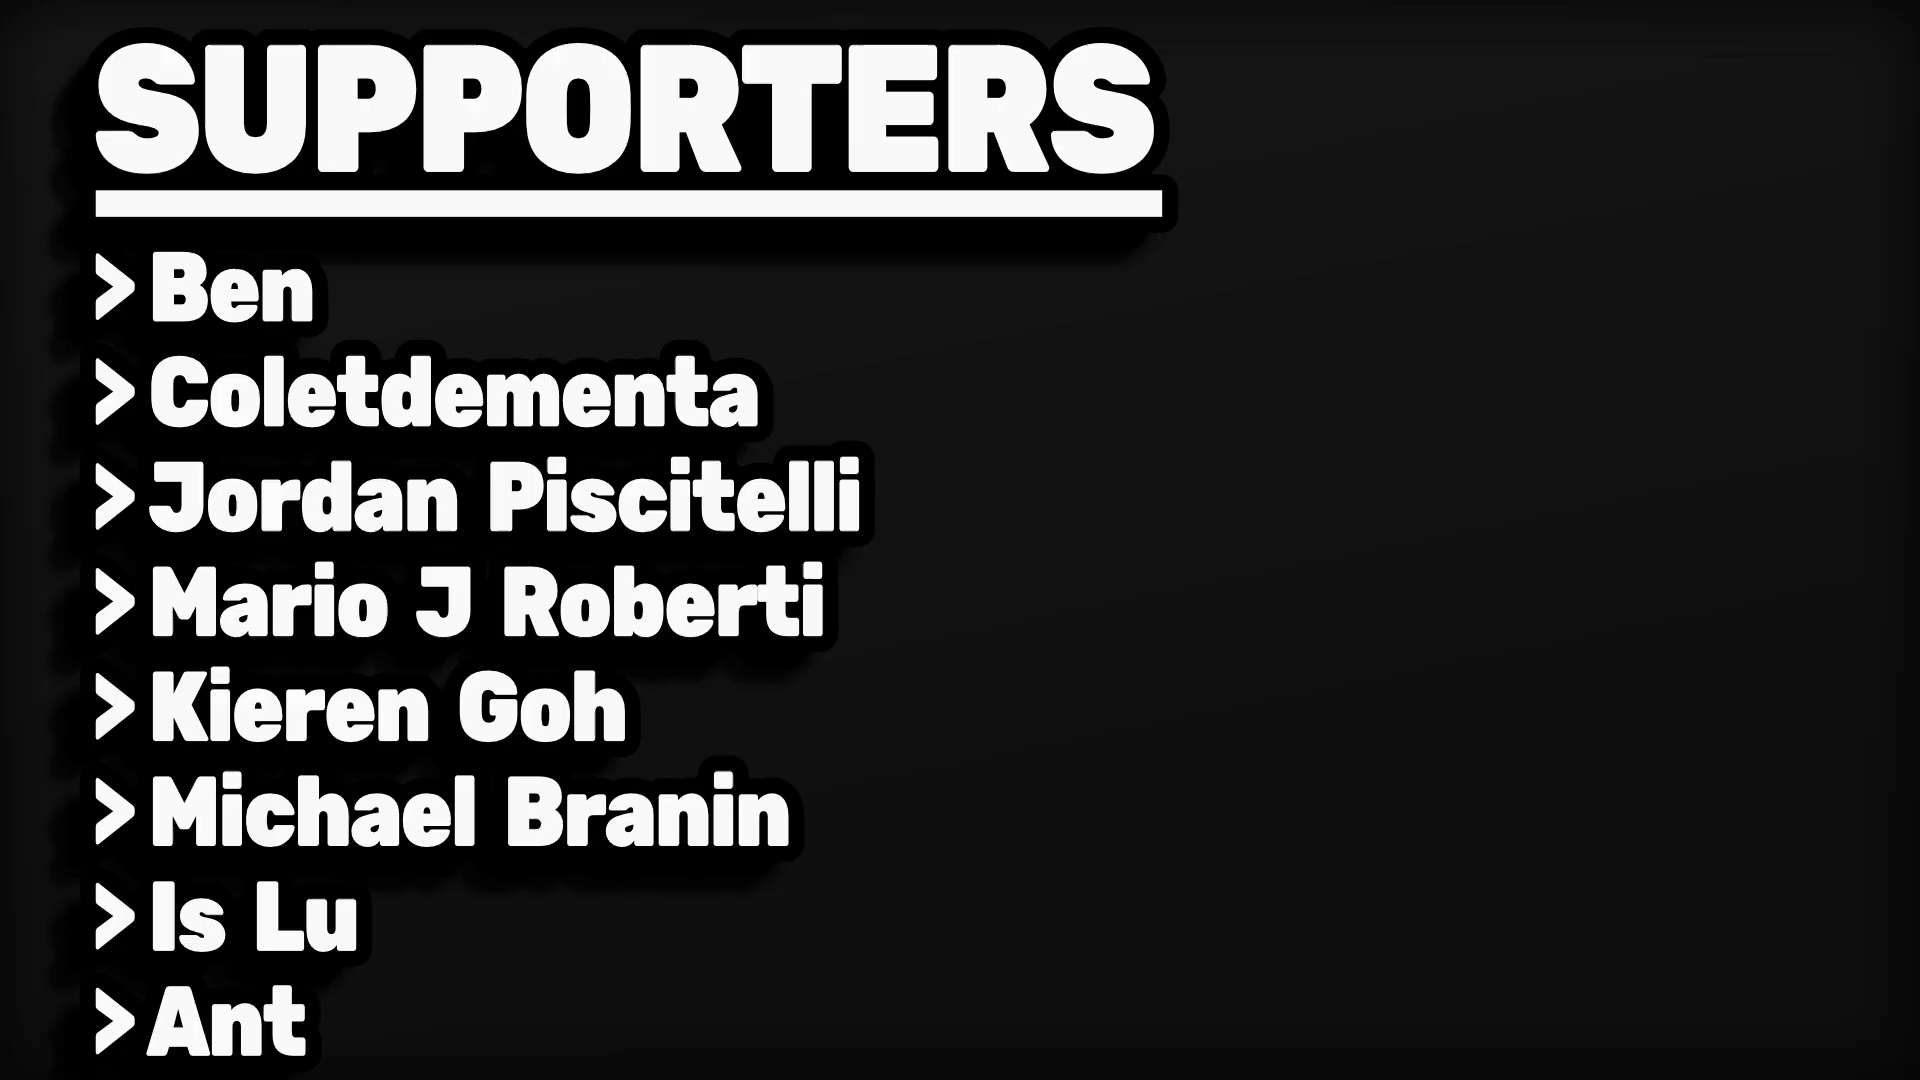 SUPPORTERS
> Ben
> Coletdementa
> Jordan Piscitelli
> Mario J Roberti
> Kieren Goh
> Michael Branin
> Is Lu
> Ant